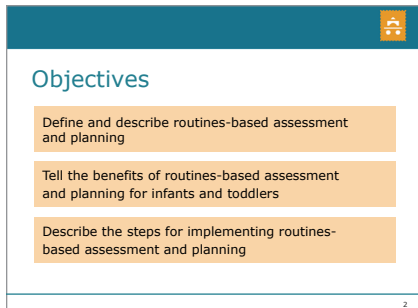 Objectives
Define and describe routines-based assessment
and planning
Tell the benefits of routines-based assessment
and planning for infants and toddlers
Describe the steps for implementing routines-
based assessment and planning
2